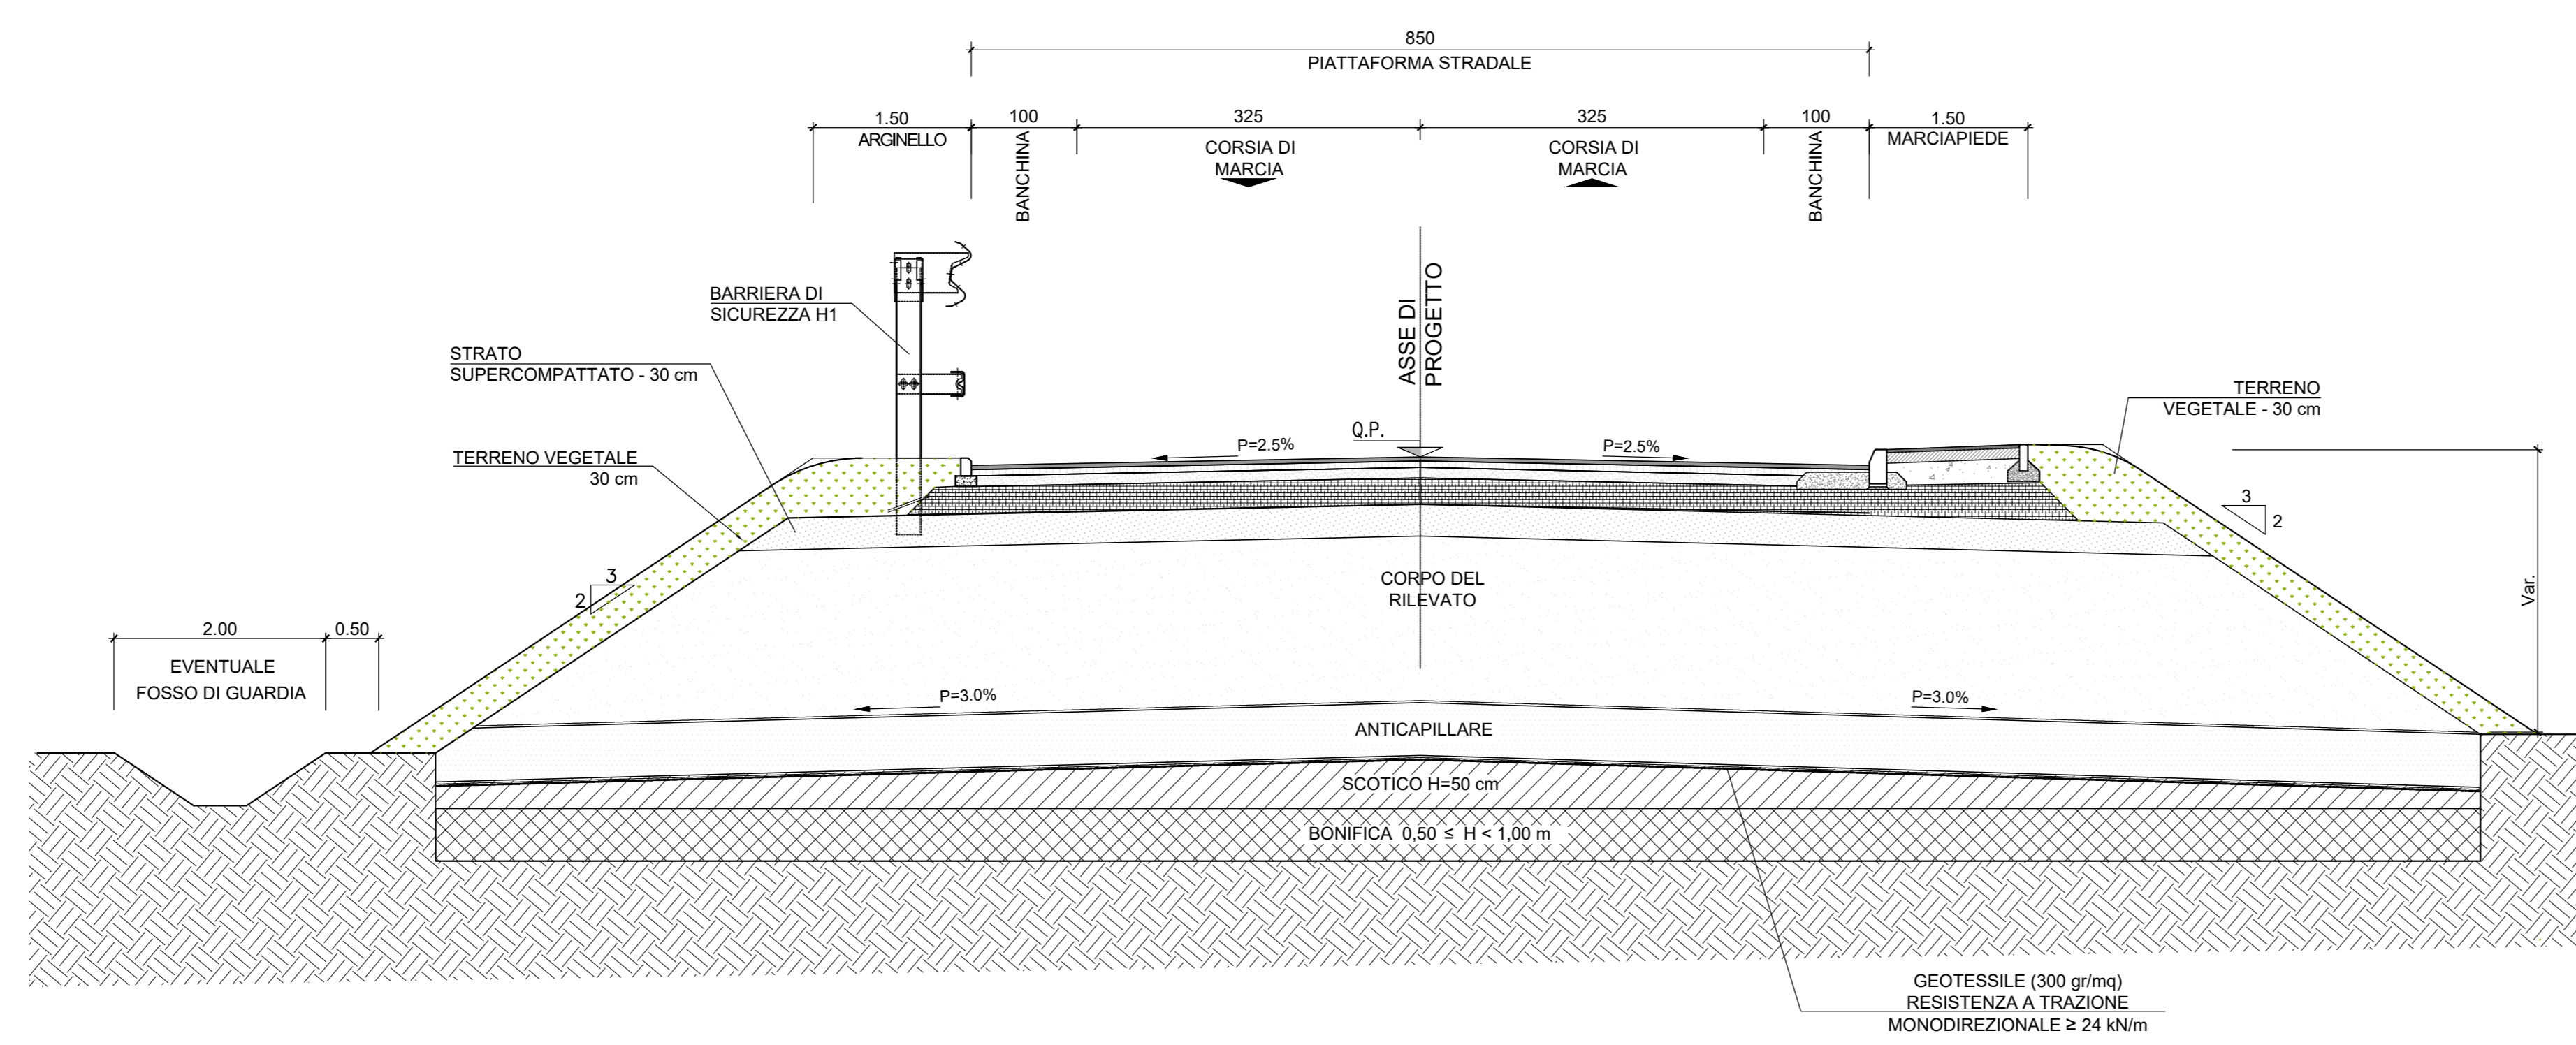 850
PIATTAFORMA STRADALE
1.50
ARGINELLO
100
BANCHINA
325
CORSIA DI
MARCIA
325
CORSIA DI
MARCIA
100
BANCHINA
1.50
MARCIAPIEDE
BARRIERA DI
SICUREZZA H1
ASSE DI
PROGETTO
STRATO
SUPERCOMPATTATO - 30 cm
TERRENO
VEGETALE - 30 cm
Q.P.
P=2.5%
P=2.5%
TERRENO VEGETALE
30 cm
3
2
3
2
CORPO DEL
RILEVATO
Var.
2.00
0.50
EVENTUALE
FOSSO DI GUARDIA
P=3.0%
P=3.0%
ANTICAPILLARE
SCOTICO H=50 cm
BONIFICA 0,50 ≤ H < 1,00 m
GEOTESSILE (300 gr/mq)
RESISTENZA A TRAZIONE
MONODIREZIONALE ≥ 24 kN/m